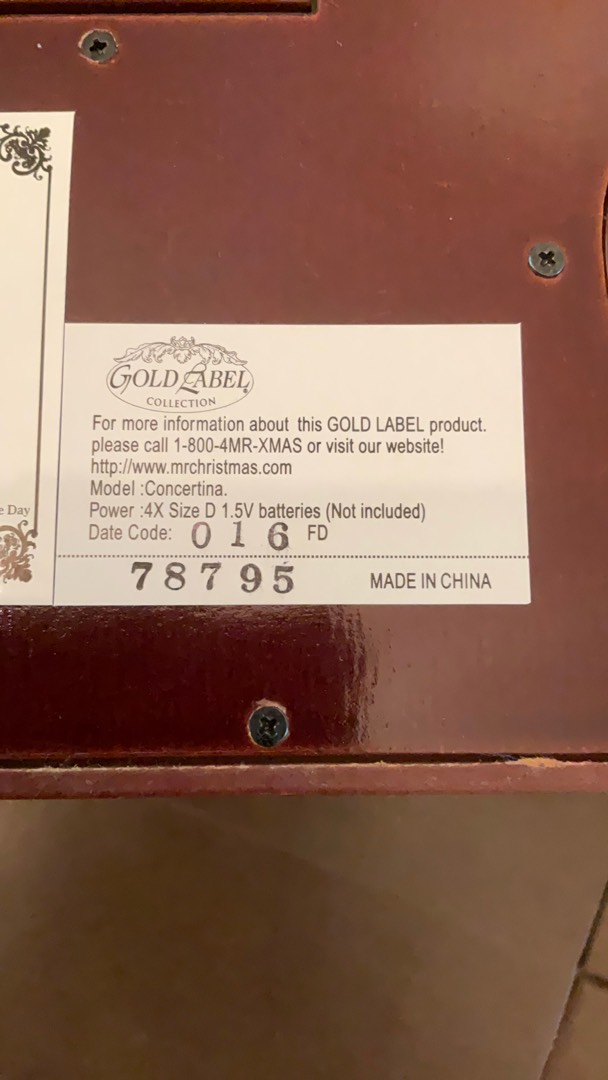 GOLD LABEL
COLLECTION
For more information about this GOLD LABEL product.
please call 1-800-4MR-XMAS or visit our website!
http://www.mrchristmas.com
Model :Concertina.
Power :4X Size D 1.5V batteries (Not included)
Date Code: 016 FD
78795 MADE IN CHINA
Day